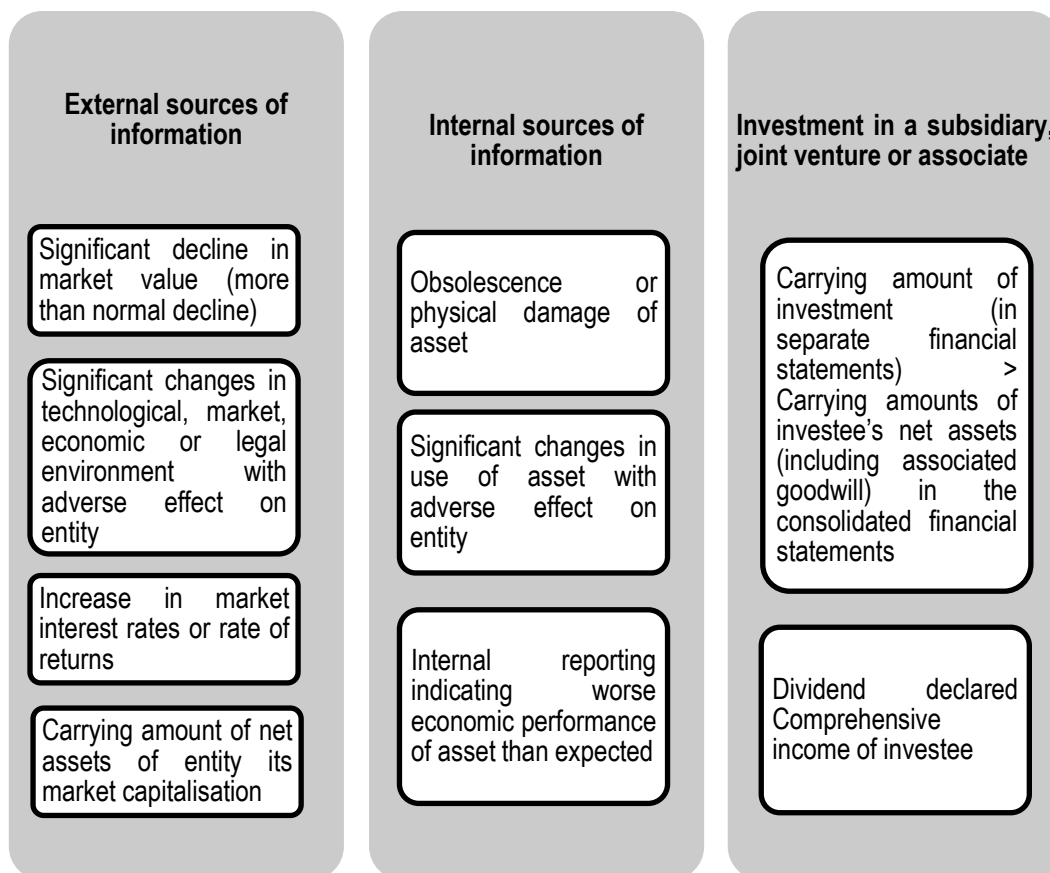 External sources of
information
Significant decline in
market value (more
than normal decline)
Significant changes in
technological, market,
economic or legal
environment with
adverse effect on
entity
Increase in market
interest rates or rate of
returns
Carrying amount of net
assets of entity its
market capitalisation
Internal sources of
information
Obsolescence or
physical damage of
asset
Significant changes in
use of asset with
adverse effect on
entity
Internal reporting
indicating worse
economic performance
of asset than expected
Investment in a subsidiary,
joint venture or associate
Carrying amount of
investment (in
separate financial
statements) >
Carrying amounts of
investee's net assets
(including associated
goodwill) in the
consolidated financial
statements
Dividend declared
Comprehensive
income of investee